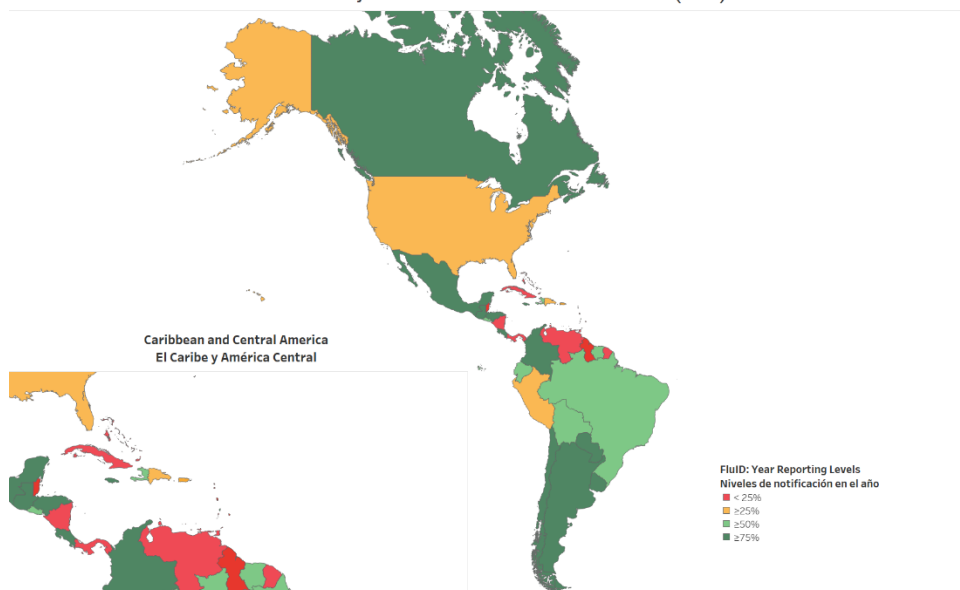 Caribbean and Central America
El Caribe y América Central
FluID: Year Reporting Levels
Niveles de notificación en el año
< 25%
≥25%
≥50%
≥75%